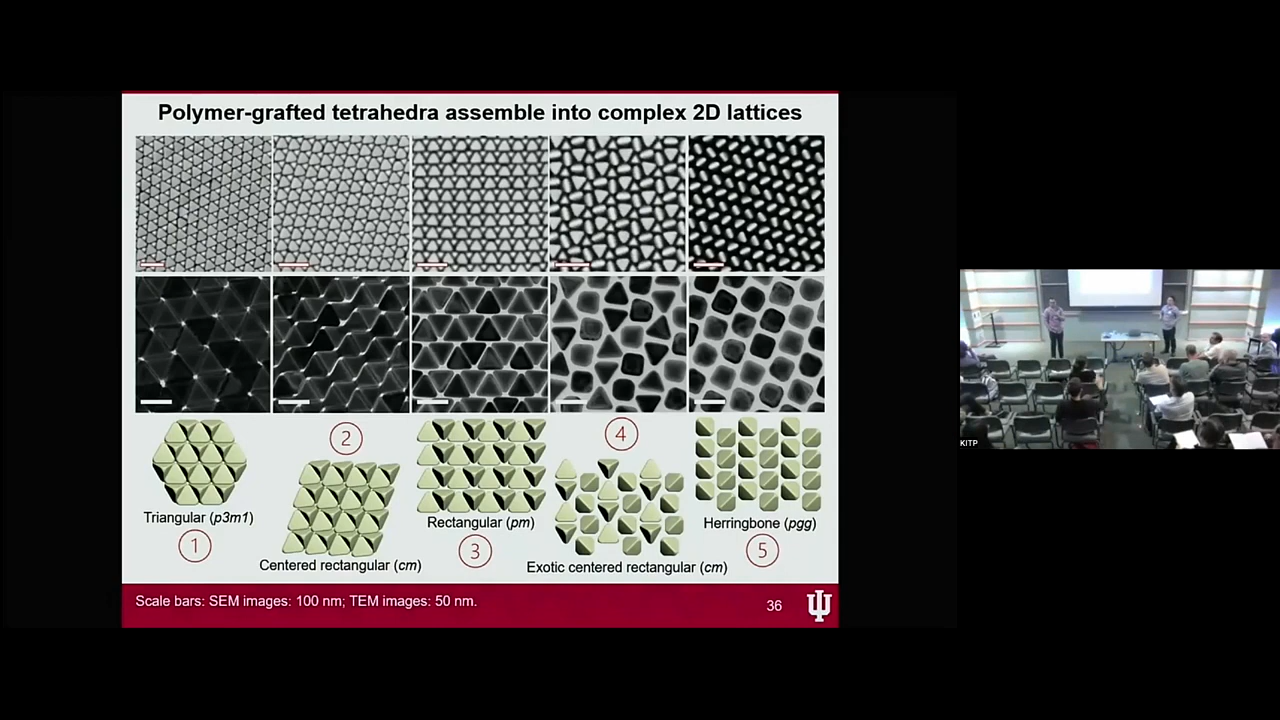 Polymer-grafted tetrahedra assemble into complex 2D lattices
Triangular (p3m1)
1
2
Centered rectangular (cm)
Rectangular (pm)
3
4
Exotic centered rectangular (cm)
Herringbone (pgg)
5
Scale bars: SEM images: 100 nm; TEM images: 50 nm.
36
KITP